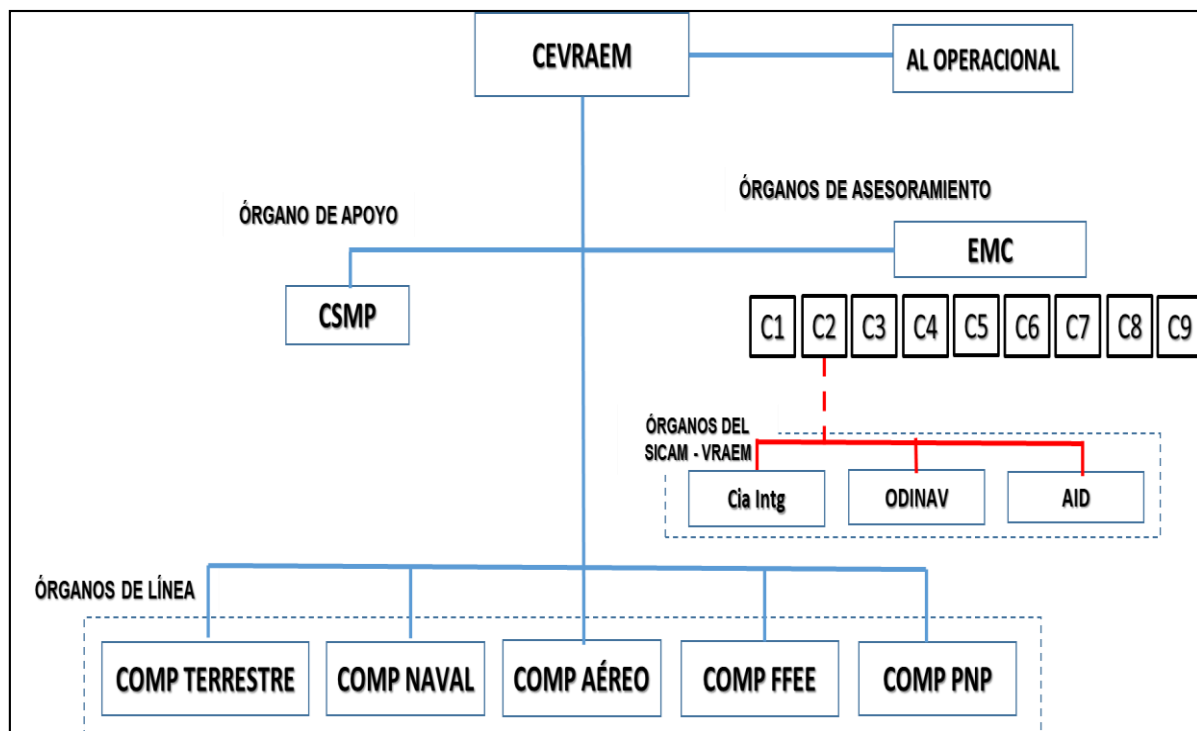 CEVRAEM
AL OPERACIONAL
ÓRGANOS DE ASESORAMIENTO
ÓRGANO DE APOYO
EMC
CSMP
C1 C2 C3 C4 C5 C6 C7 C8 C9
ÓRGANOS DEL
SICAM - VRAEM
Cia Intg
ODINAV
AID
ÓRGANOS DE LÍNEA
COMP TERRESTRE
COMP NAVAL
COMP AÉREO
COMP FFEE
COMP PNP